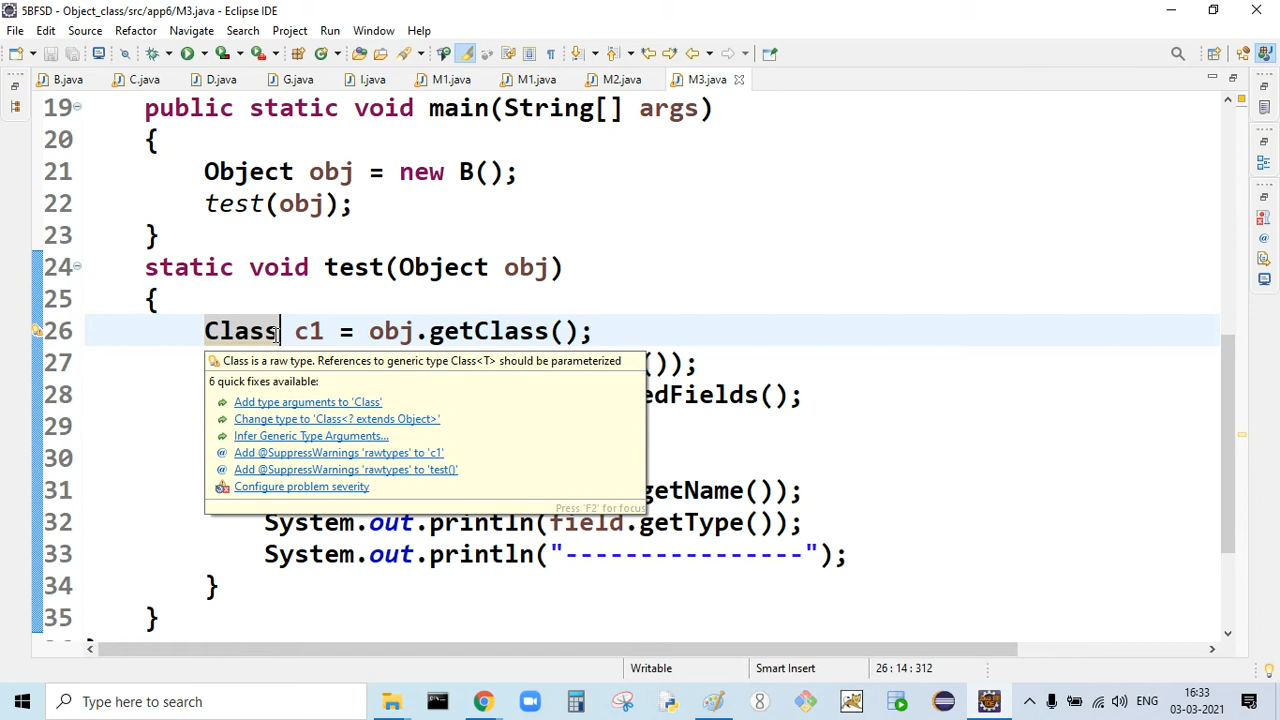 5BFSD - Object_class/src/app6/M3.java - Eclipse IDE
File Edit Source Refactor Navigate Search Project Run Window Help
B.java C.java D.java G.java I.java M1.java M1.java M2.java M3.java
19 public static void main(String[] args)
20 {
21 Object obj = new B();
22 test(obj);
23 }
24 static void test(Object obj)
25 {
26 Class c1 = obj.getClass();
27 ());
28 edFields();
29
30
31 getName());
32 System.out.println(field.getType());
33 System.out.println("----------------");
34 }
35 }
Class is a raw type. References to generic type Class<T> should be parameterized
6 quick fixes available:
Add type arguments to 'Class'
Change type to 'Class<? extends Object>'
Infer Generic Type Arguments...
Add @SuppressWarnings 'rawtypes' to 'c1'
Add @SuppressWarnings 'rawtypes' to 'test()'
Configure problem severity
Press 'F2' for focus
Writable Smart Insert 26 : 14 : 312
Type here to search
ENG
6:33
03-03-2021